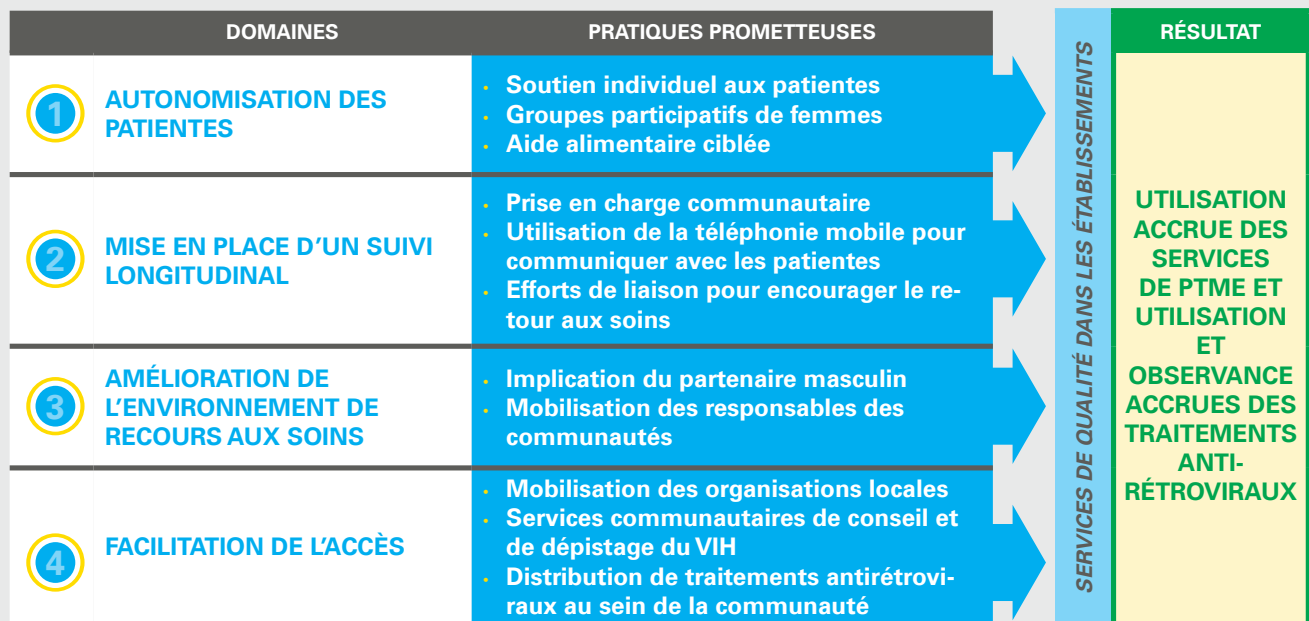 DOMAINES
PRATIQUES PROMETTEUSES
RÉSULTAT
1
AUTONOMISATION DES
PATIENTES
• Soutien individuel aux patientes
• Groupes participatifs de femmes
• Aide alimentaire ciblée
2
MISE EN PLACE D'UN SUIVI
LONGITUDINAL
• Prise en charge communautaire
• Utilisation de la téléphonie mobile pour
communiquer avec les patientes
• Efforts de liaison pour encourager le re-
tour aux soins
3
AMÉLIORATION DE
L'ENVIRONNEMENT DE
RECOURS AUX SOINS
• Implication du partenaire masculin
• Mobilisation des responsables des
communautés
4
FACILITATION DE L'ACCÈS
• Mobilisation des organisations locales
• Services communautaires de conseil et
de dépistage du VIH
• Distribution de traitements antirétrovi-
raux au sein de la communauté
SERVICES DE QUALITÉ DANS LES ÉTABLISSEMENTS
UTILISATION
ACCRUE DES
SERVICES
DE PTME ET
UTILISATION
ET
OBSERVANCE
ACCRUES DES
TRAITEMENTS
ANTI-
RÉTROVIRAUX